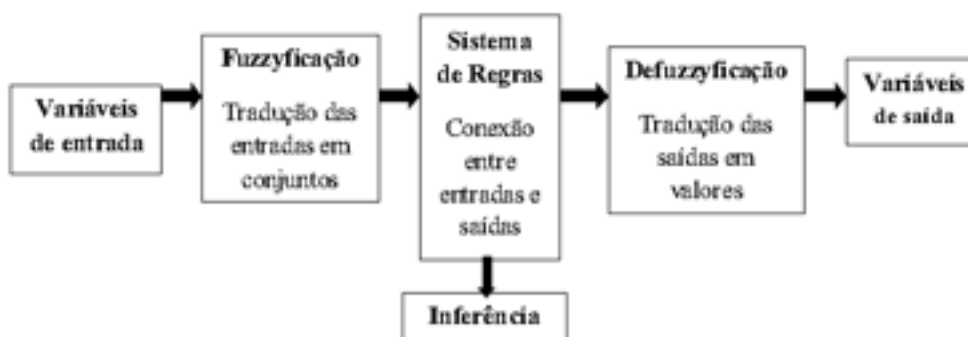 Variáveis
de entrada
Fuzzyficação
Tradução das
entradas em
conjuntos
Sistema
de Regras
Conexão
entre
entradas e
saídas
Inferência
Defuzzyficação
Tradução das
saídas em
valores
Variáveis
de saída